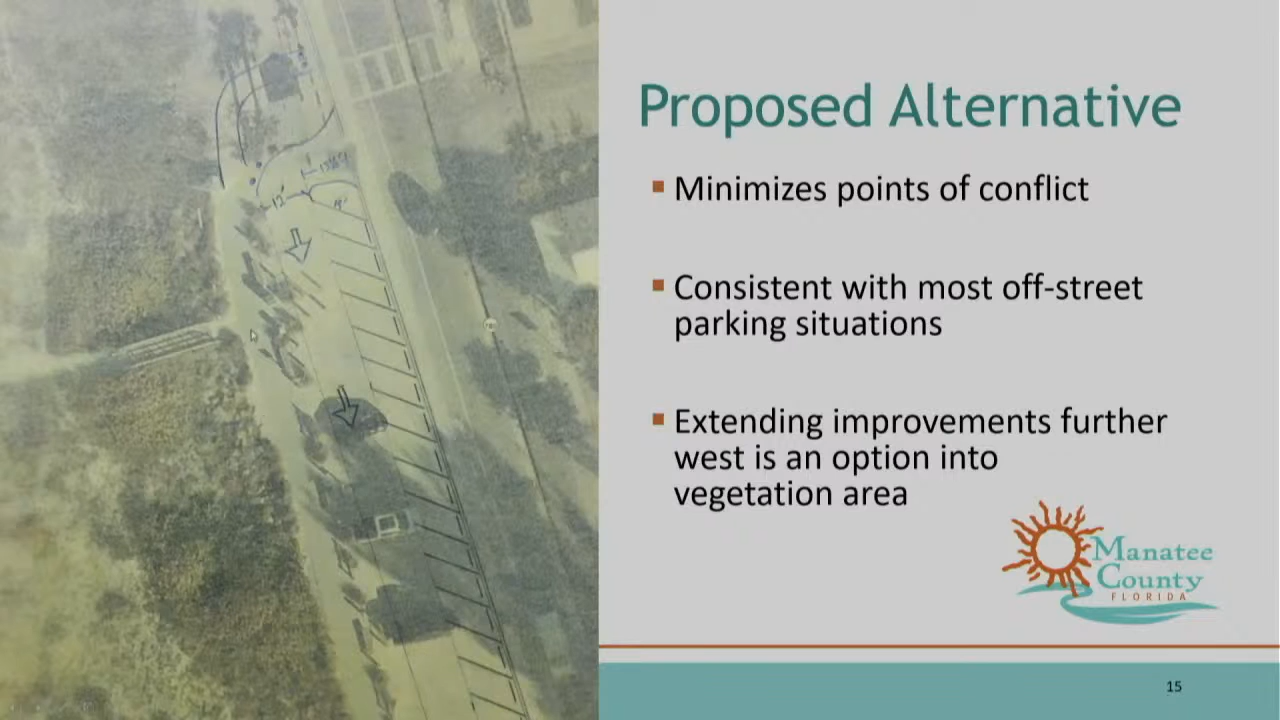 Proposed Alternative
Minimizes points of conflict
Consistent with most off-street
parking situations
Extending improvements further
west is an option into
vegetation area
Manatee
County
FLORIDA
15
12'